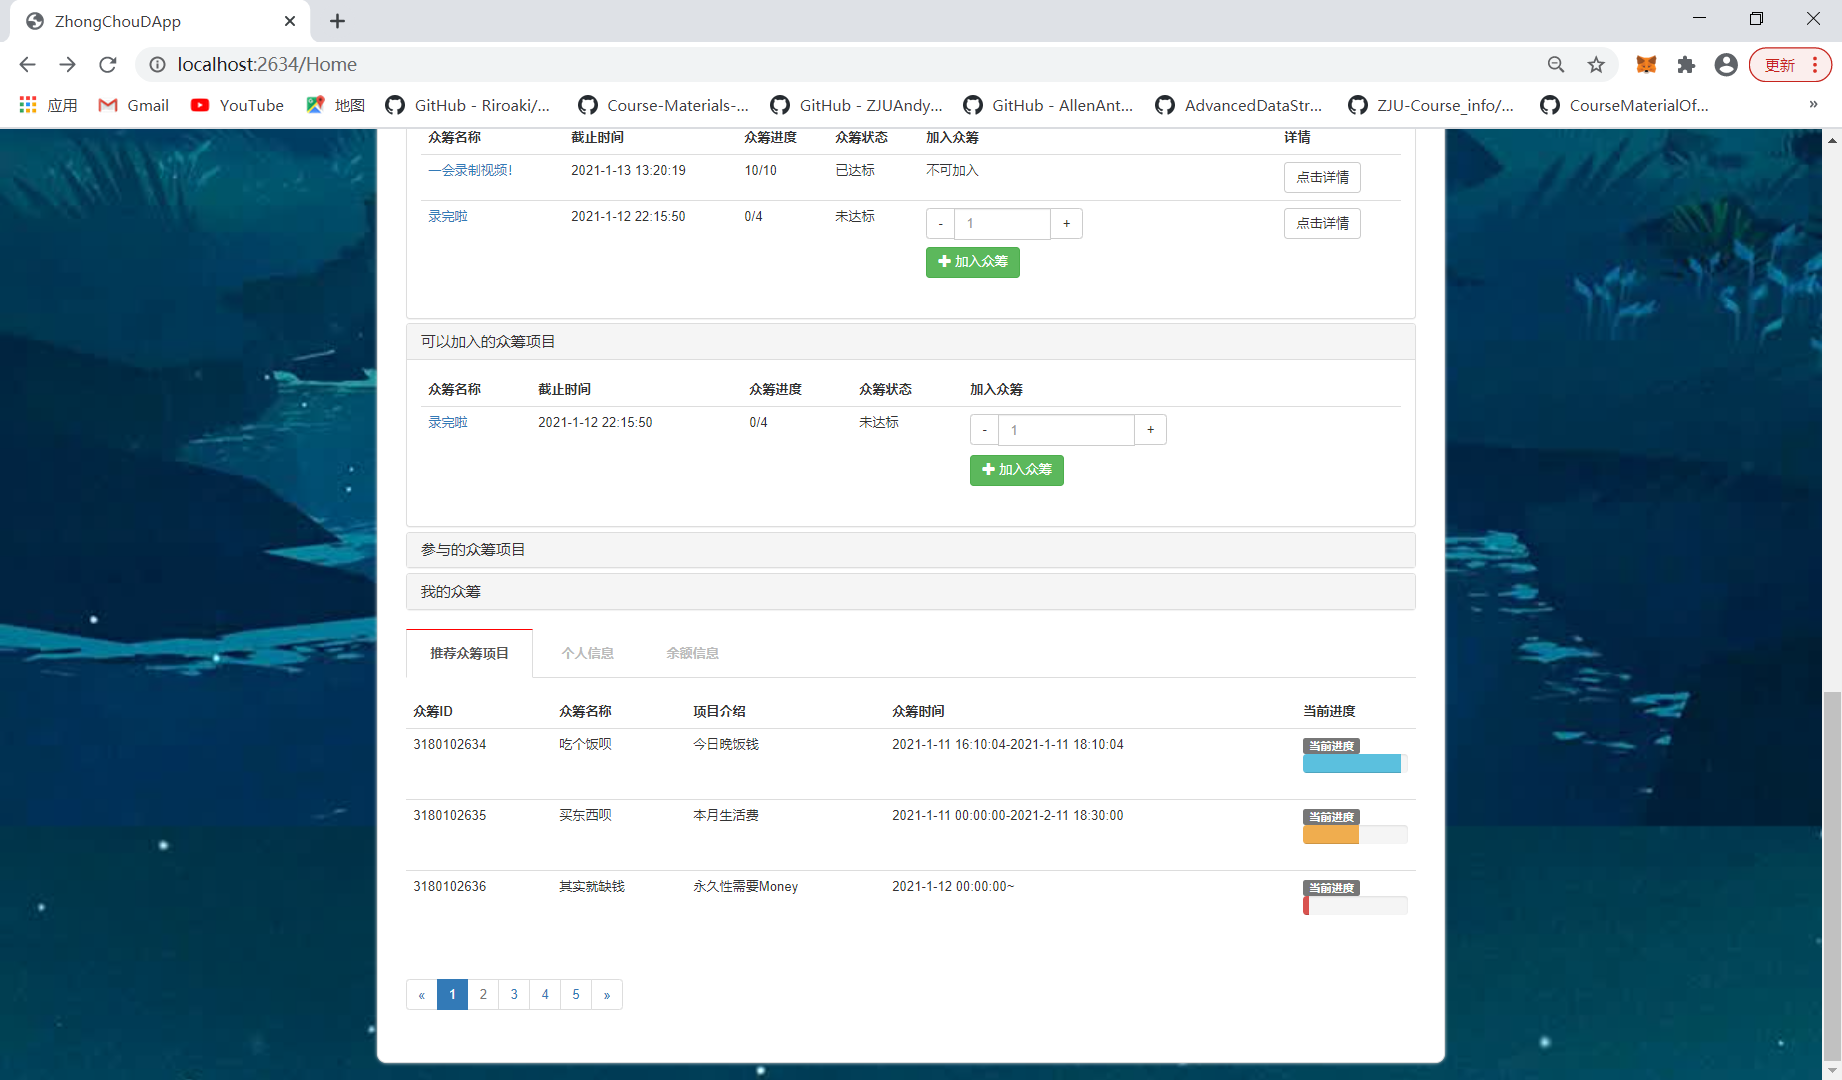 ZhongChouDApp
localhost:2634/Home
更新
应用 Gmail YouTube 地图 GitHub - Riroaki/... Course-Materials-... GitHub - ZJUAndy,... GitHub - AllenAnt... AdvancedDataStr... ZJU-Course_info/... CourseMaterialOf... »
众筹名称 截止时间 众筹进度 众筹状态 加入众筹 详情
一会录制视频! 2021-1-13 13:20:19 10/10 已达标 不可加入 点击详情
录完啦 2021-1-12 22:15:50 0/4 未达标 - 1 + 点击详情
加入众筹
可以加入的众筹项目
众筹名称 截止时间 众筹进度 众筹状态 加入众筹
录完啦 2021-1-12 22:15:50 0/4 未达标 - 1 +
加入众筹
参与的众筹项目
我的众筹
推荐众筹项目 个人信息 余额信息
众筹ID 众筹名称 项目介绍 众筹时间 当前进度
3180102634 吃个饭呗 今日晚饭钱 2021-1-11 16:10:04-2021-1-11 18:10:04 当前进度
3180102635 买东西呗 本月生活费 2021-1-11 00:00:00-2021-2-11 18:30:00 当前进度
3180102636 其实就缺钱 永久性需要Money 2021-1-12 00:00:00~ 当前进度
« 1 2 3 4 5 »